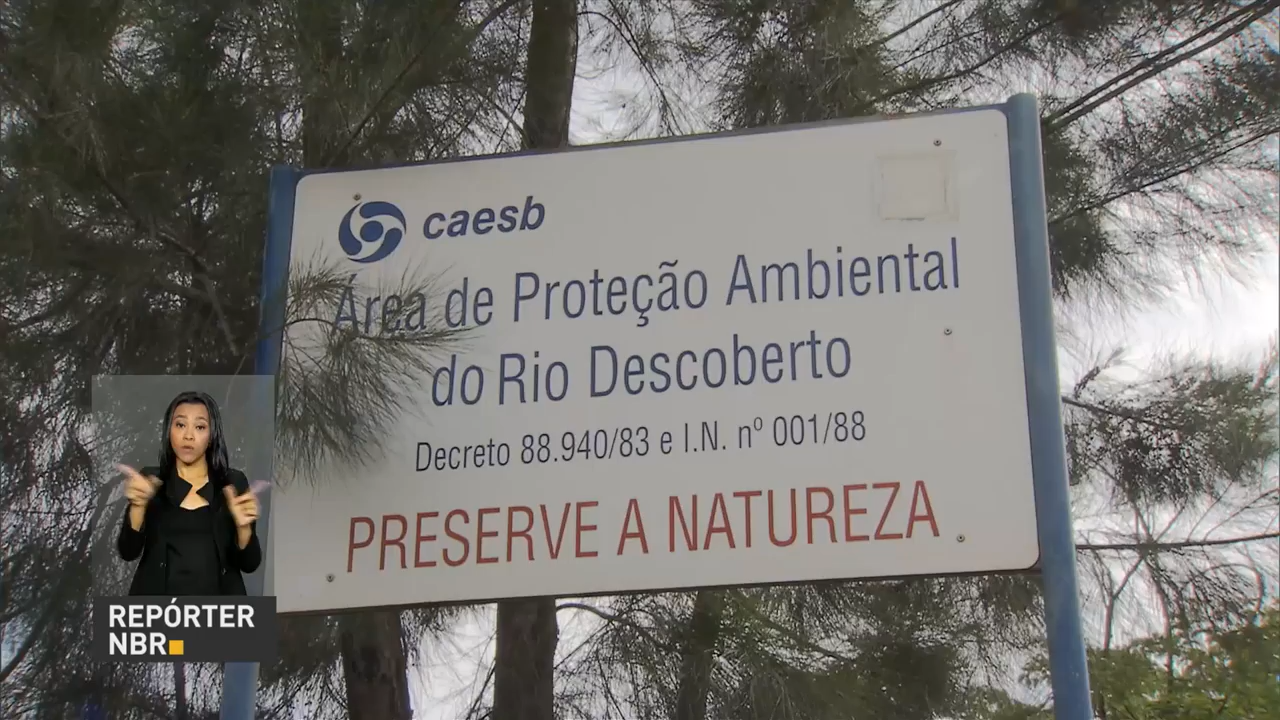 caesb
Área de Proteção Ambiental
do Rio Descoberto
Decreto 88.940/83 e I.N. nº 001/88
PRESERVE A NATUREZA
REPÓRTER
NBR